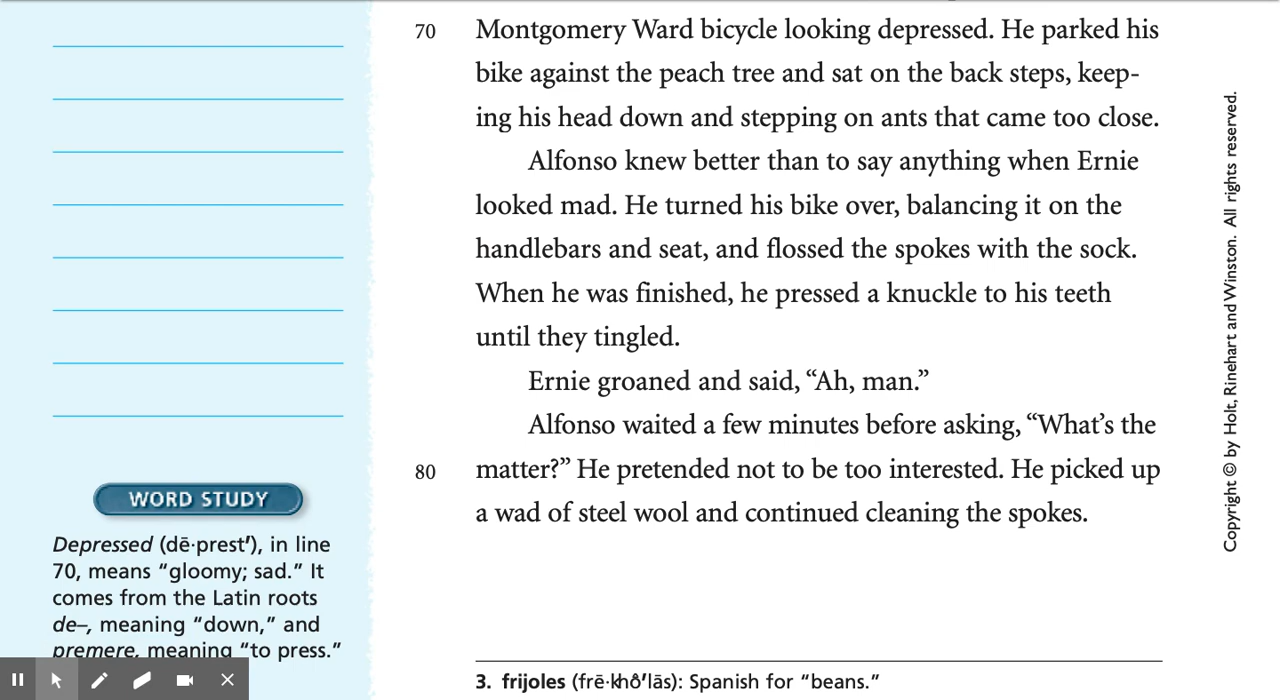 70 Montgomery Ward bicycle looking depressed. He parked his
bike against the peach tree and sat on the back steps, keep-
ing his head down and stepping on ants that came too close.
Alfonso knew better than to say anything when Ernie
looked mad. He turned his bike over, balancing it on the
handlebars and seat, and flossed the spokes with the sock.
When he was finished, he pressed a knuckle to his teeth
until they tingled.
Ernie groaned and said, “Ah, man.”
Alfonso waited a few minutes before asking, “What’s the
80 matter?” He pretended not to be too interested. He picked up
a wad of steel wool and continued cleaning the spokes.
WORD STUDY
Depressed (dē·prest′), in line
70, means “gloomy; sad.” It
comes from the Latin roots
de–, meaning “down,” and
premere, meaning “to press.”
3. frijoles (frē·khô′lās): Spanish for “beans.”
Copyright © by Holt, Rinehart and Winston. All rights reserved.